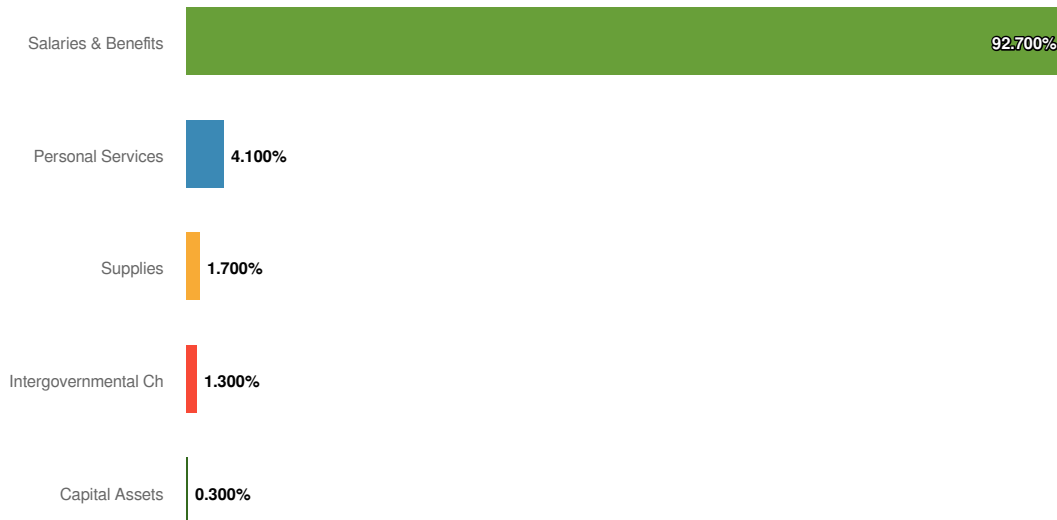 Salaries & Benefits 92.700%
Personal Services 4.100%
Supplies 1.700%
Intergovernmental Ch 1.300%
Capital Assets 0.300%